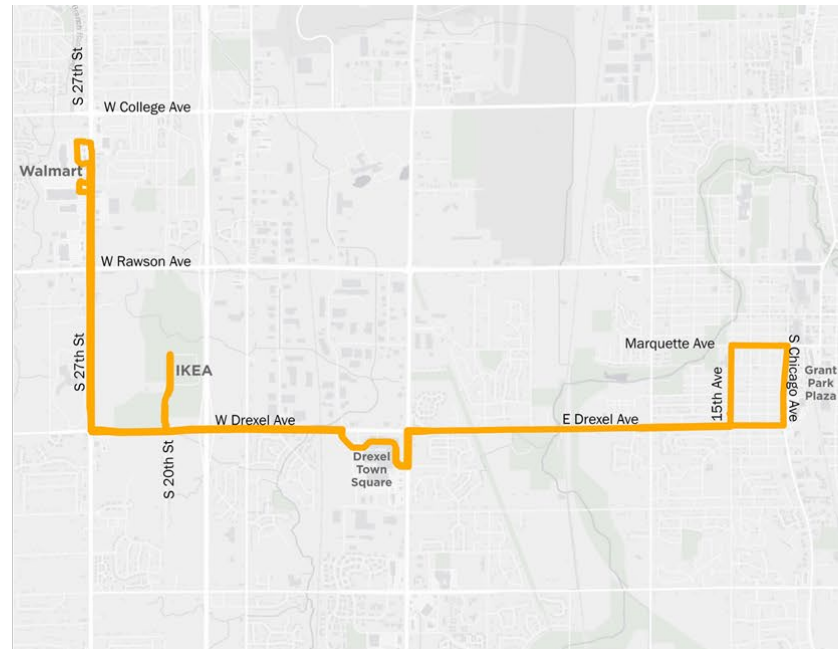 S 27th St
W College Ave
Walmart
W Rawson Ave
S 27th St
IKEA
Marquette Ave
S Chicago Ave
Grant
Park
Plaza
15th Ave
W Drexel Ave
E Drexel Ave
S 20th St
Drexel
Town
Square